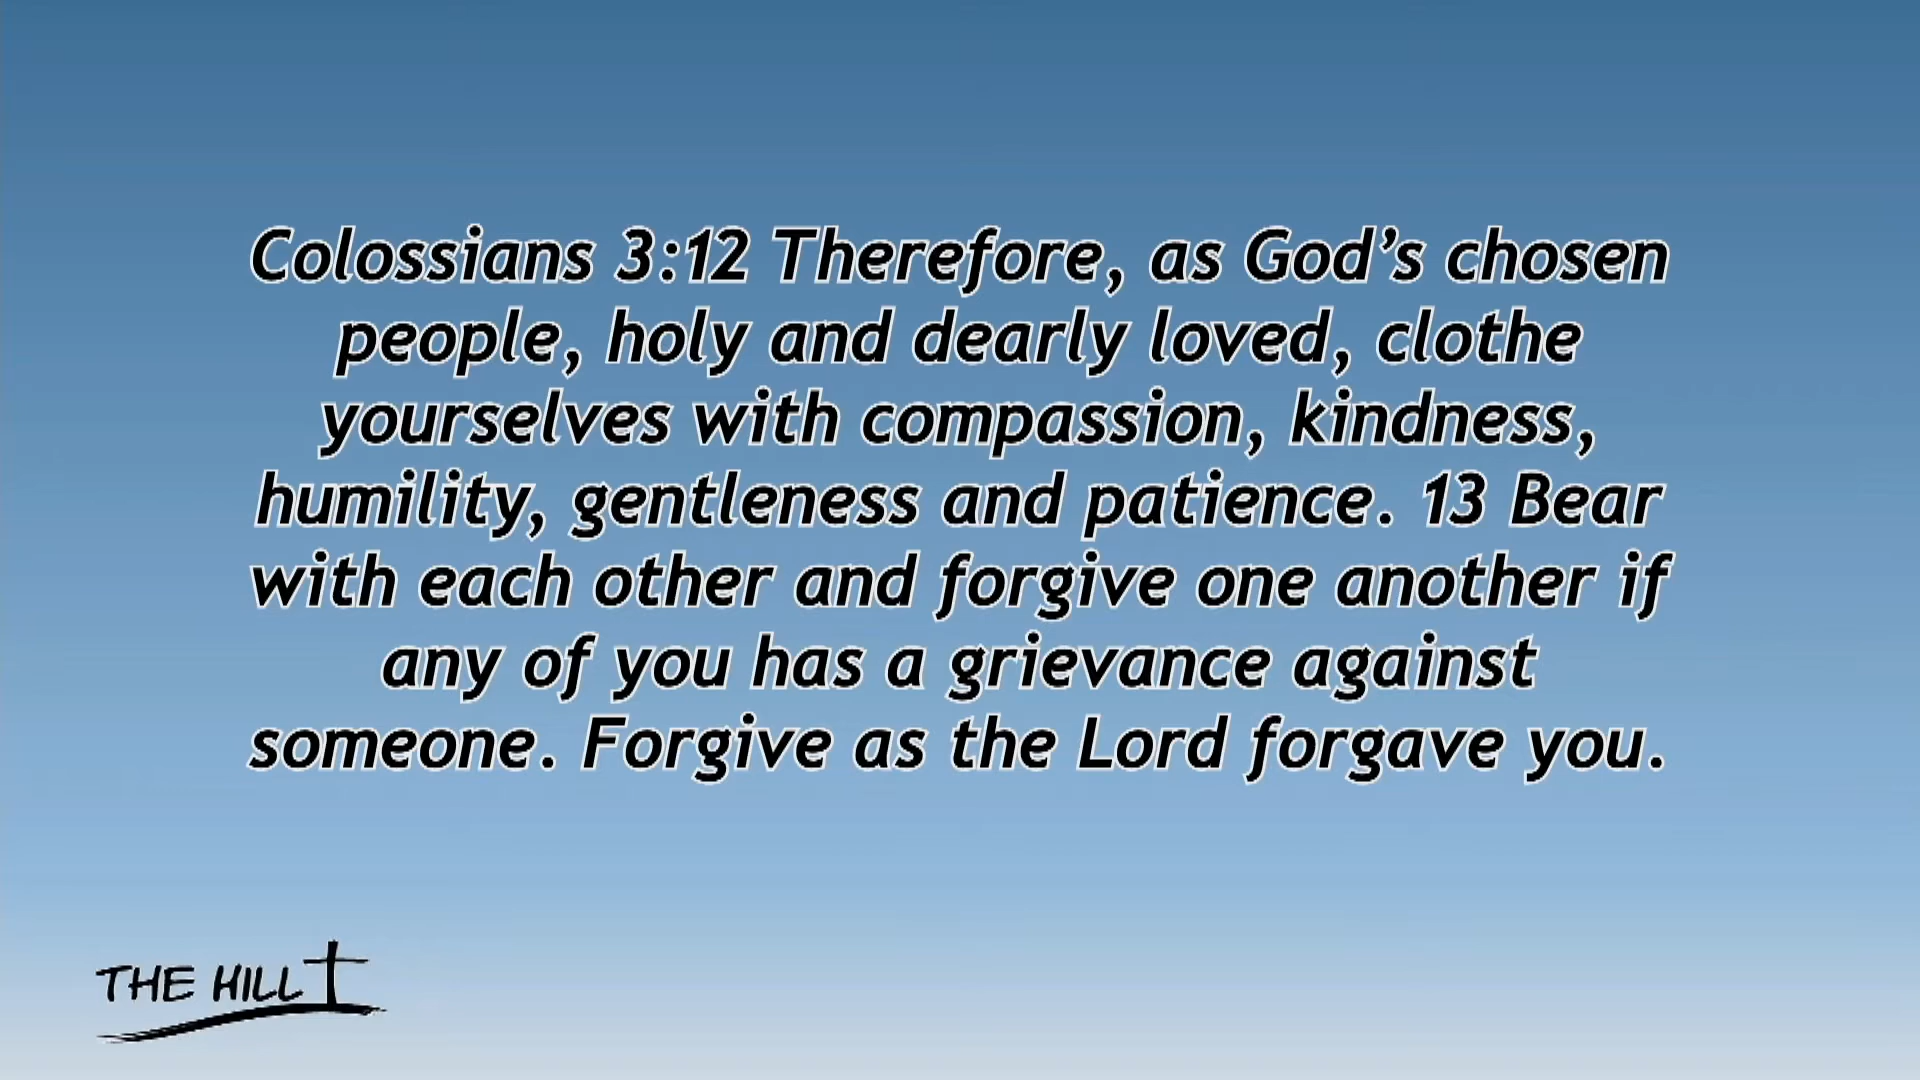 Colossians 3:12 Therefore, as God’s chosen
people, holy and dearly loved, clothe
yourselves with compassion, kindness,
humility, gentleness and patience. 13 Bear
with each other and forgive one another if
any of you has a grievance against
someone. Forgive as the Lord forgave you.
THE HILL